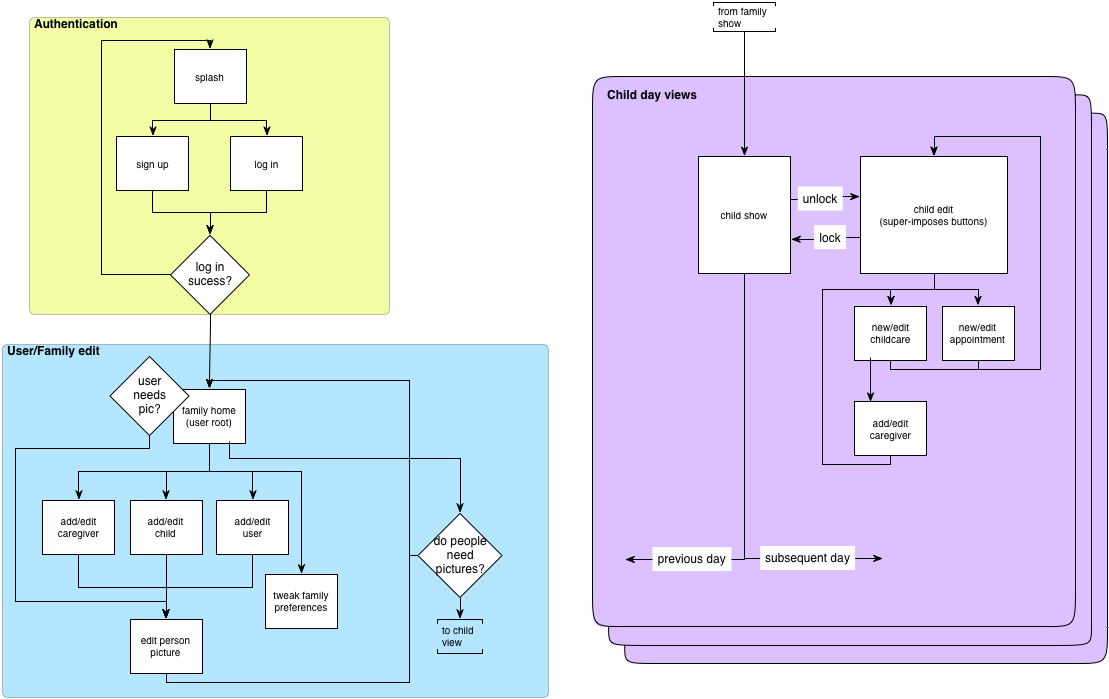 Authentication
splash
sign up
log in
log in
sucess?
User/Family edit
user
needs
pic?
family home
(user root)
add/edit
caregiver
add/edit
child
add/edit
user
tweak family
preferences
do people
need
pictures?
edit person
picture
to child
view
from family
show
Child day views
child show
unlock
lock
child edit
(super-imposes buttons)
new/edit
childcare
new/edit
appointment
add/edit
caregiver
previous day
subsequent day